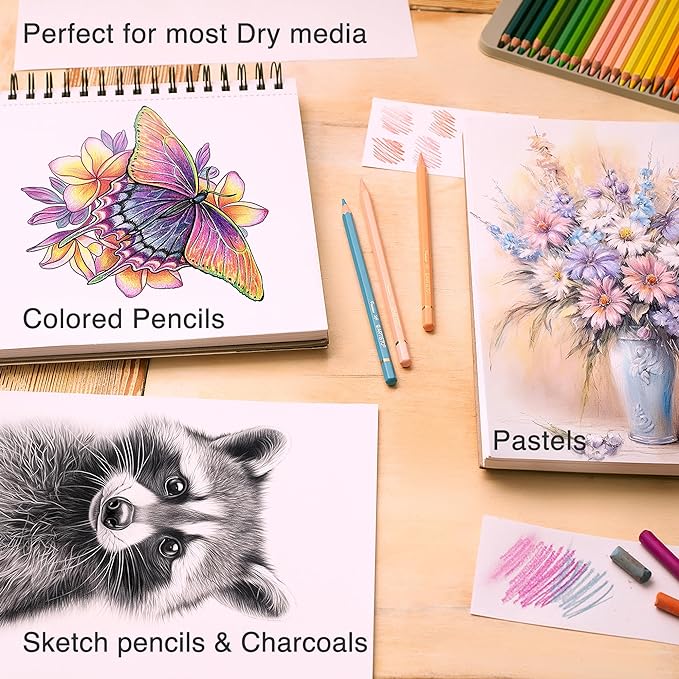 Perfect for most Dry media
Colored Pencils
Pastels
Sketch pencils & Charcoals